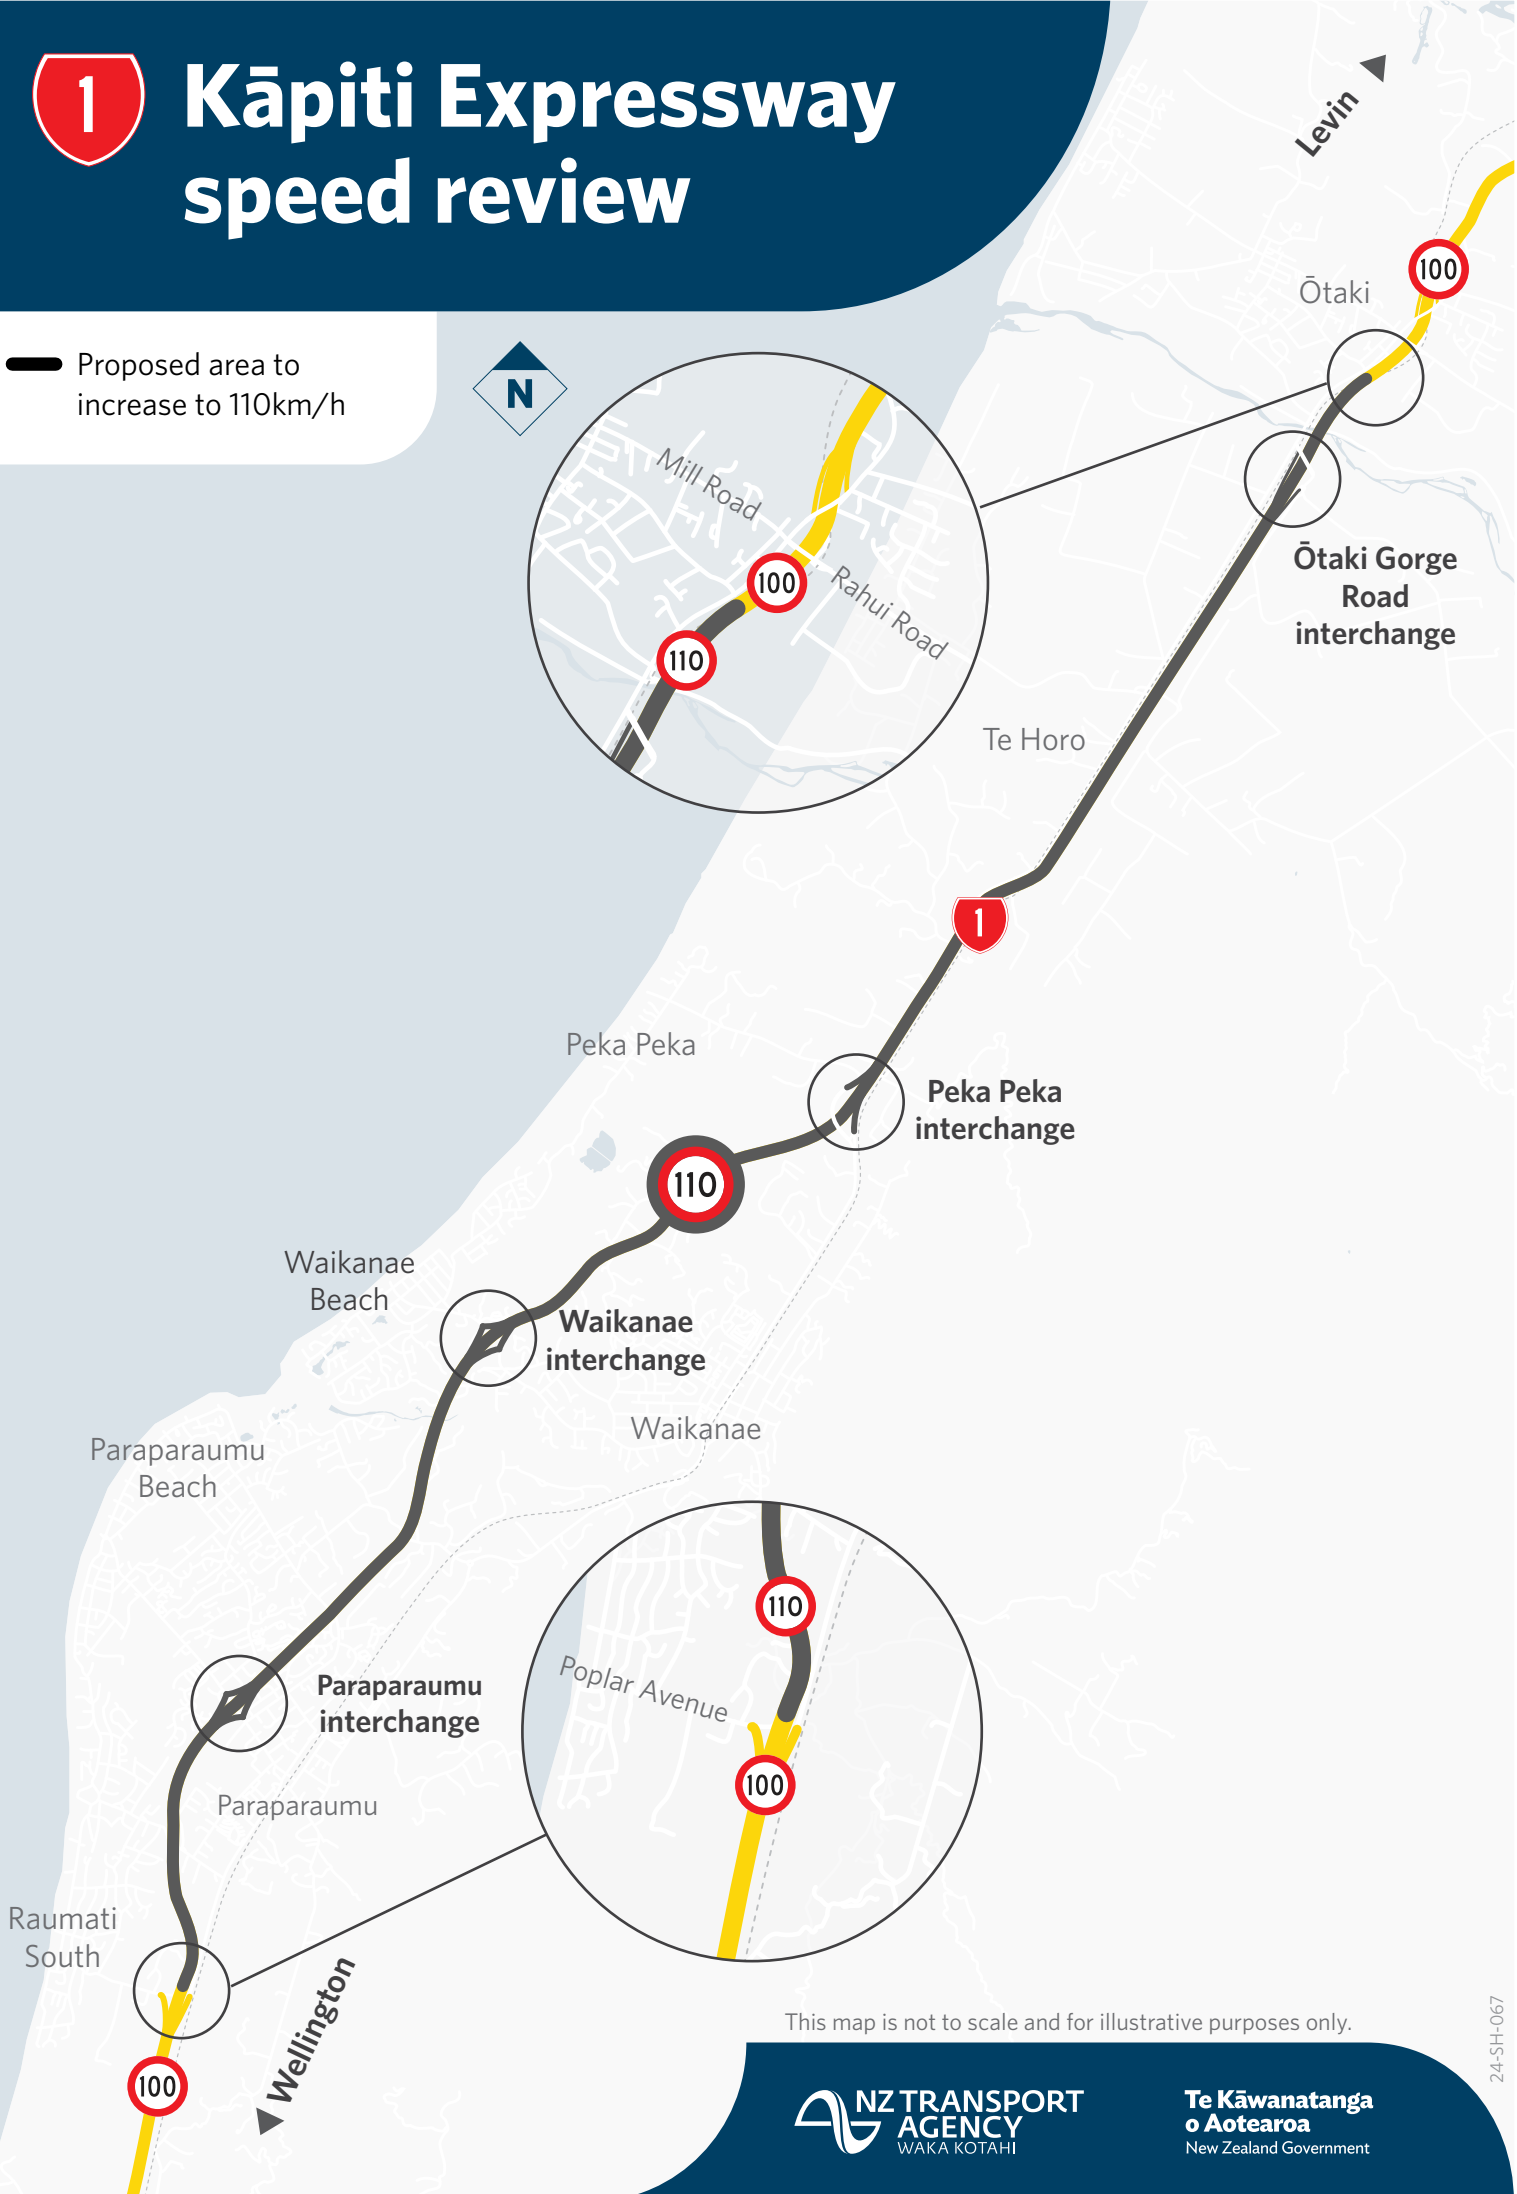 1
Kāpiti Expressway
speed review
Proposed area to
increase to 110km/h
N
Levin
100
Ōtaki
Mill Road
100
Rahui Road
110
Ōtaki Gorge
Road
interchange
Te Horo
1
Peka Peka
Peka Peka
interchange
110
Waikanae
Beach
Waikanae
interchange
Waikanae
Paraparaumu
Beach
110
Poplar Avenue
100
Paraparaumu
interchange
Paraparaumu
Raumati
South
Wellington
100
This map is not to scale and for illustrative purposes only.
24-SH-067
NZ TRANSPORT
AGENCY
WAKA KOTAHI
Te Kāwanatanga
o Aotearoa
New Zealand Government